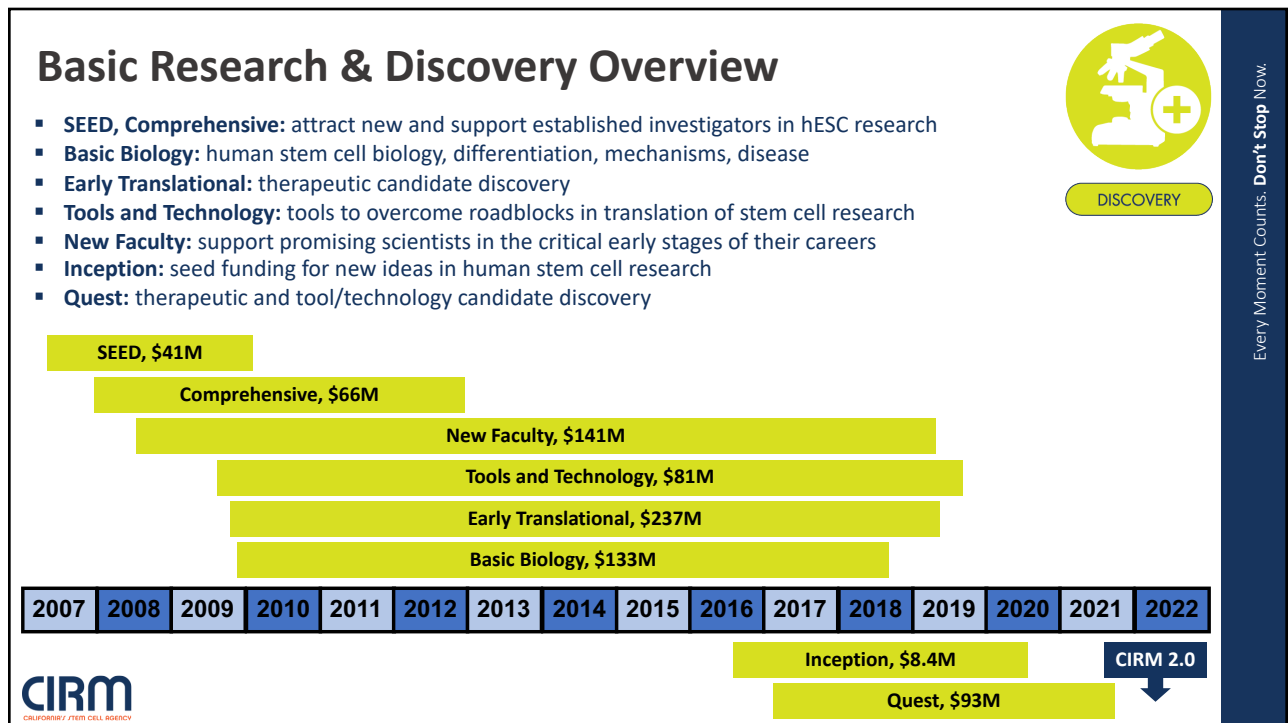 Basic Research & Discovery Overview
▪ SEED, Comprehensive: attract new and support established investigators in hESC research
▪ Basic Biology: human stem cell biology, differentiation, mechanisms, disease
▪ Early Translational: therapeutic candidate discovery
▪ Tools and Technology: tools to overcome roadblocks in translation of stem cell research
▪ New Faculty: support promising scientists in the critical early stages of their careers
▪ Inception: seed funding for new ideas in human stem cell research
▪ Quest: therapeutic and tool/technology candidate discovery
DISCOVERY
Every Moment Counts. Don't Stop Now.
SEED, $41M
Comprehensive, $66M
New Faculty, $141M
Tools and Technology, $81M
Early Translational, $237M
Basic Biology, $133M
2007 2008 2009 2010 2011 2012 2013 2014 2015 2016 2017 2018 2019 2020 2021 2022
Inception, $8.4M
CIRM 2.0
Quest, $93M
CIRM
CALIFORNIA'S STEM CELL AGENCY